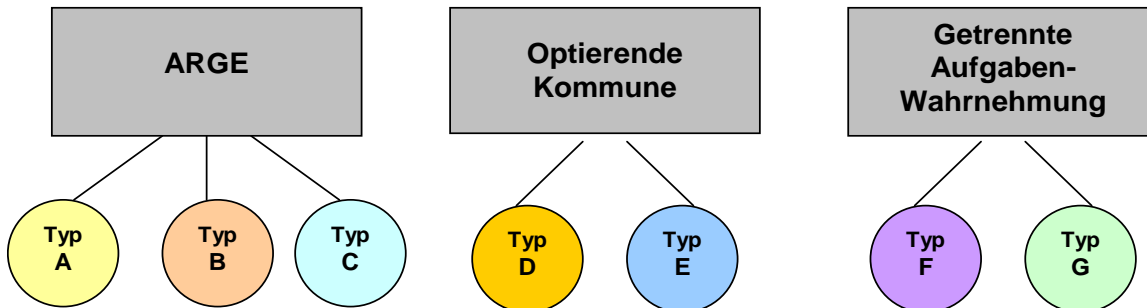 ARGE
Optierende
Kommune
Getrennte
Aufgaben-
Wahrnehmung
Typ
A
Typ
B
Typ
C
Typ
D
Typ
E
Typ
F
Typ
G